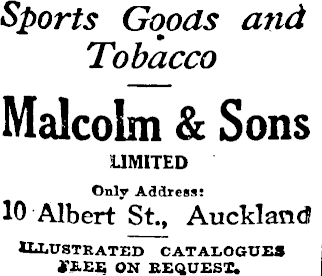 Sports Goods and
Tobacco
Malcolm & Sons
LIMITED
Only Address:
10 Albert St., Auckland
ILLUSTRATED CATALOGUES
FREE ON REQUEST.